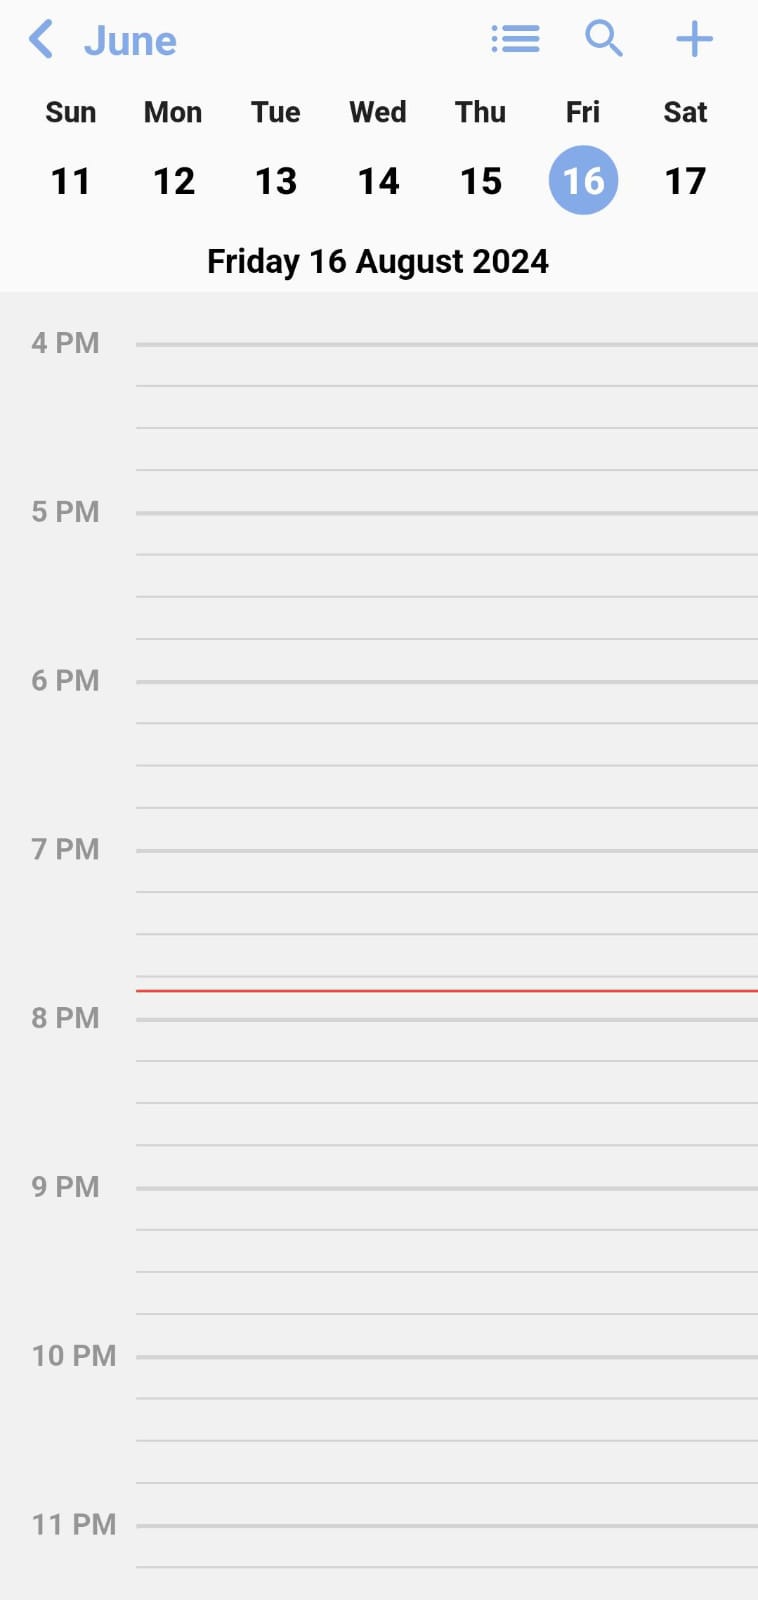 June
Sun Mon Tue Wed Thu Fri Sat
11 12 13 14 15 16 17
Friday 16 August 2024
4 PM
5 PM
6 PM
7 PM
8 PM
9 PM
10 PM
11 PM